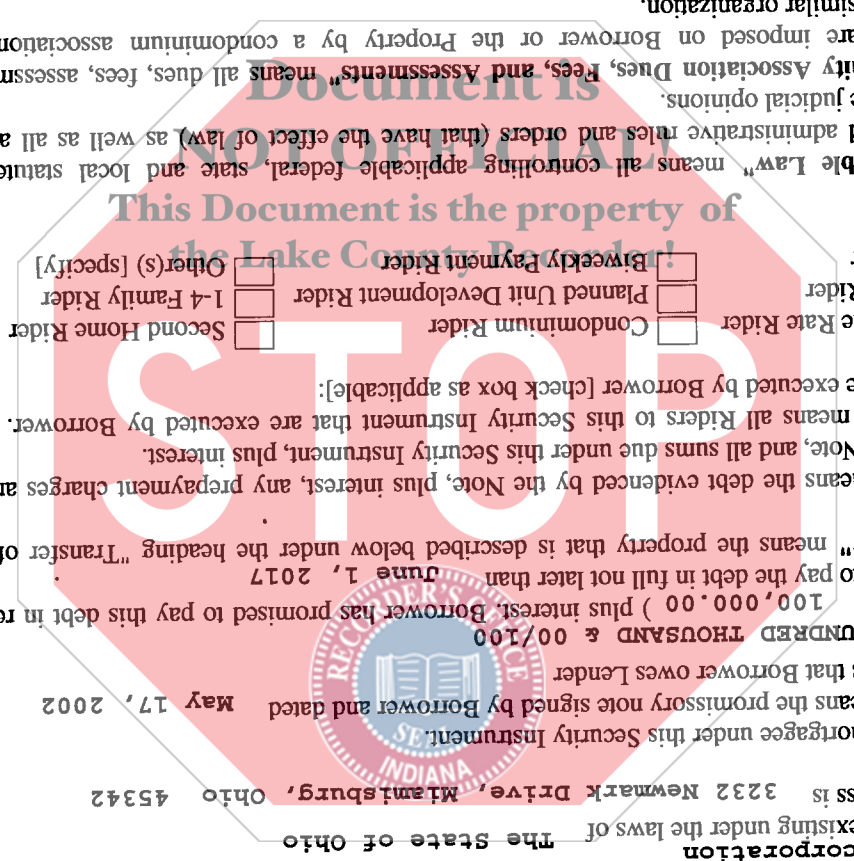 corporation
existing under the laws of The State of Ohio
ss is 3232 Newmark Drive, Miamisburg, Ohio 45342
ortgagee under this Security Instrument.
eans the promissory note signed by Borrower and dated May 17, 2002
s that Borrower owes Lender
UNDRED THOUSAND & 00/100
100,000.00 ) plus interest. Borrower has promised to pay this debt in re
to pay the debt in full not later than June 1, 2017 .
" means the property that is described below under the heading "Transfer of
eans the debt evidenced by the Note, plus interest, any prepayment charges an
Note, and all sums due under this Security Instrument, plus interest.
means all Riders to this Security Instrument that are executed by Borrower.
e executed by Borrower [check box as applicable]:
e Rate Rider Condominium Rider Second Home Rider
Rider Planned Unit Development Rider 1-4 Family Rider
r Biweekly Payment Rider Other(s) [specify]
ble Law" means all controlling applicable federal, state and local statute
d administrative rules and orders (that have the effect of law) as well as all a
e judicial opinions.
ity Association Dues, Fees, and Assessments" means all dues, fees, assessm
are imposed on Borrower or the Property by a condominium association
similar organization.
Document is
NOT OFFICIAL!
This Document is the property of
the Lake County Recorder!
STOP
RECORDER'S OFFICE
SEAL
INDIANA